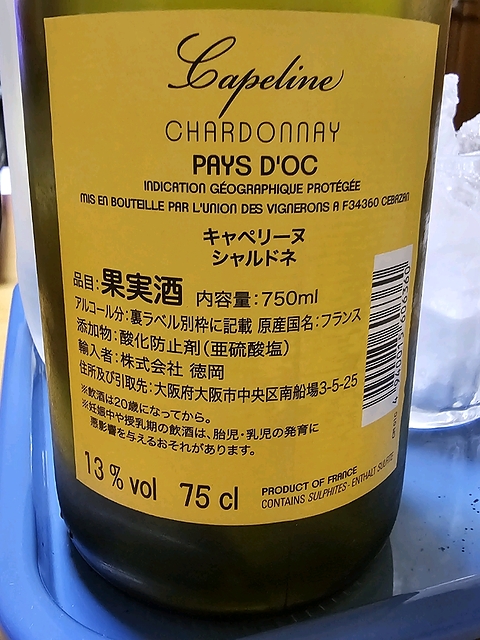 Capeline
CHARDONNAY
PAYS D'OC
INDICATION GÉOGRAPHIQUE PROTÉGÉE
MIS EN BOUTEILLE PAR L'UNION DES VIGNERONS A F34360 CEBAZAN
キャペリーヌ
シャルドネ
品目:果実酒 内容量:750ml
アルコール分:裏ラベル別枠に記載 原産国名:フランス
添加物:酸化防止剤(亜硫酸塩)
輸入者:株式会社 徳岡
住所及び引取先:大阪府大阪市中央区南船場3-5-25
※飲酒は20歳になってから。
※妊娠中や授乳期の飲酒は、胎児・乳児の発育に
悪影響を与えるおそれがあります。
13% vol 75 cl
PRODUCT OF FRANCE
CONTAINS SULPHITES - ENTHALT SULFITE